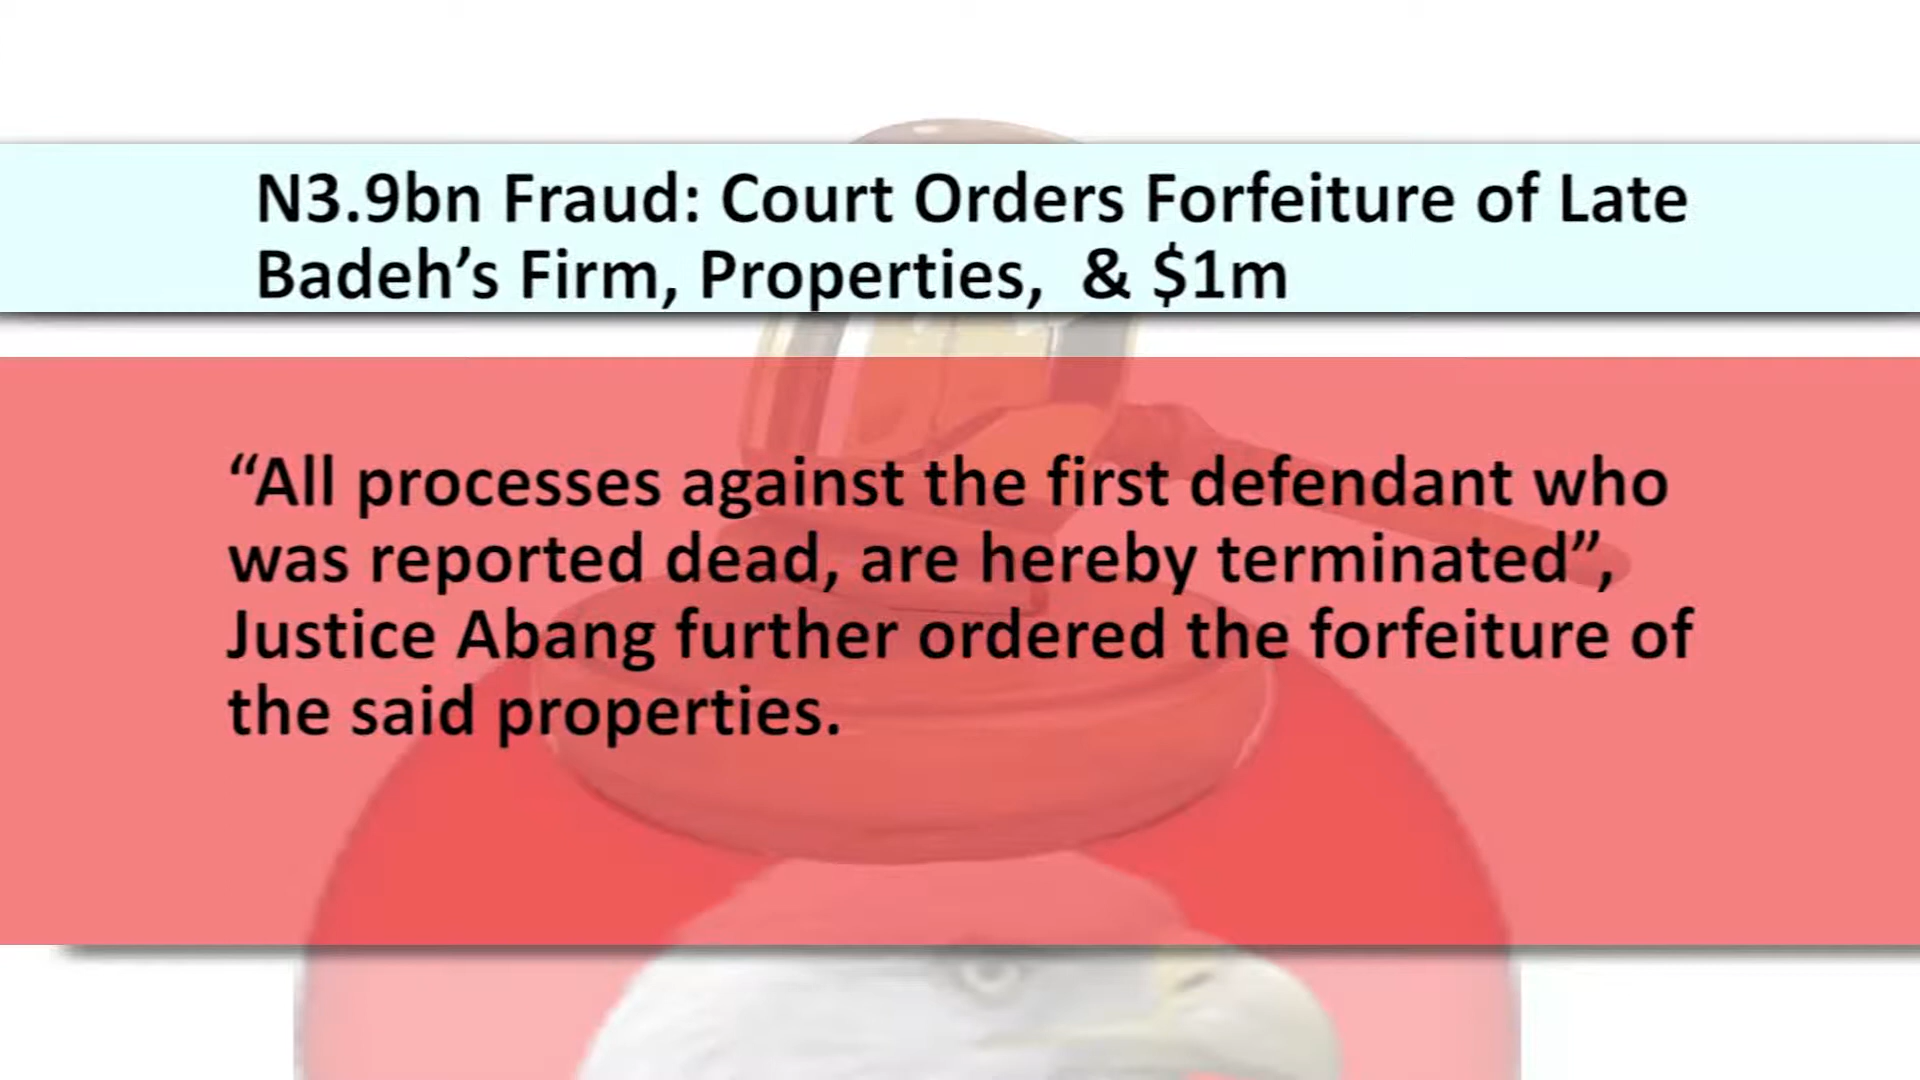 N3.9bn Fraud: Court Orders Forfeiture of Late
Badeh’s Firm, Properties,  & $1m
“All processes against the first defendant who
was reported dead, are hereby terminated”,
Justice Abang further ordered the forfeiture of
the said properties.